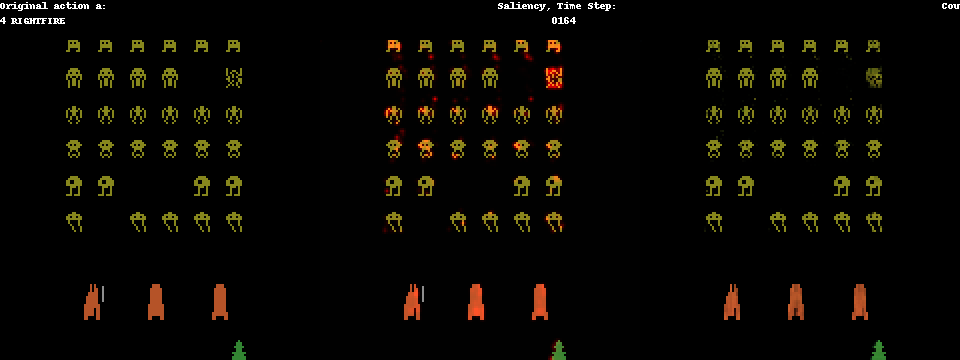 Original action a:
4 RIGHTFIRE
Saliency, Time Step:
0164
Cou